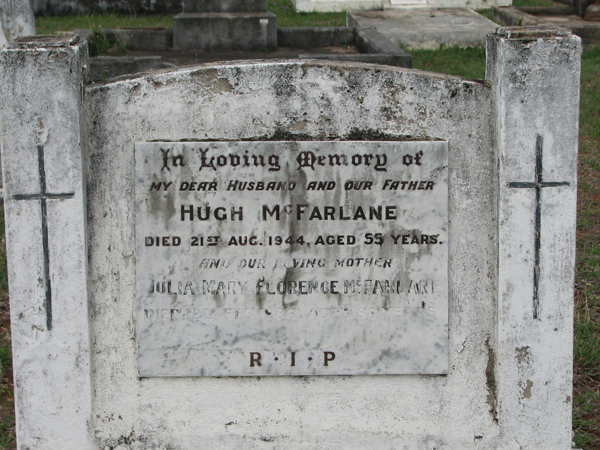 In Loving Memory of
MY DEAR HUSBAND AND OUR FATHER
HUGH McFARLANE
DIED 21ST AUG. 1944, AGED 55 YEARS.
AND OUR LOVING MOTHER
JULIA MARY FLORENCE McFARLANE
DIED
R·I·P